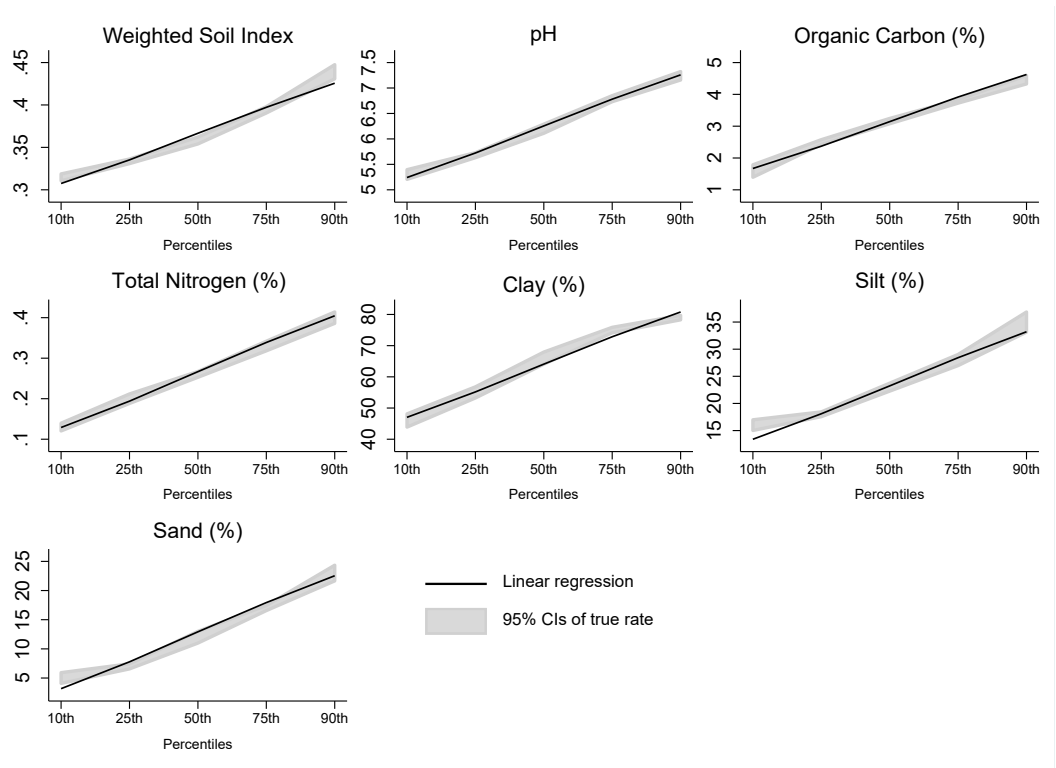 Weighted Soil Index
.3 .35 .4 .45
10th 25th 50th 75th 90th
Percentiles
pH
5 5.5 6 6.5 7 7.5
10th 25th 50th 75th 90th
Percentiles
Organic Carbon (%)
1 2 3 4 5
10th 25th 50th 75th 90th
Percentiles
Total Nitrogen (%)
.1 .2 .3 .4
10th 25th 50th 75th 90th
Percentiles
Clay (%)
40 50 60 70 80
10th 25th 50th 75th 90th
Percentiles
Silt (%)
15 20 25 30 35
10th 25th 50th 75th 90th
Percentiles
Sand (%)
5 10 15 20 25
10th 25th 50th 75th 90th
Percentiles
Linear regression
95% CIs of true rate